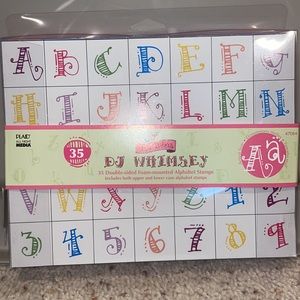 A B C D E F
H I J K L M N
PLAID
ALL NIGHT
MEDIA
35
DJ WHIMSEY
35 Double-sided Foam-mounted Alphabet Stamps
includes both upper and lower case alphabet stamps
Aa
V W X Y Z
3 4 5 6 7 8 9